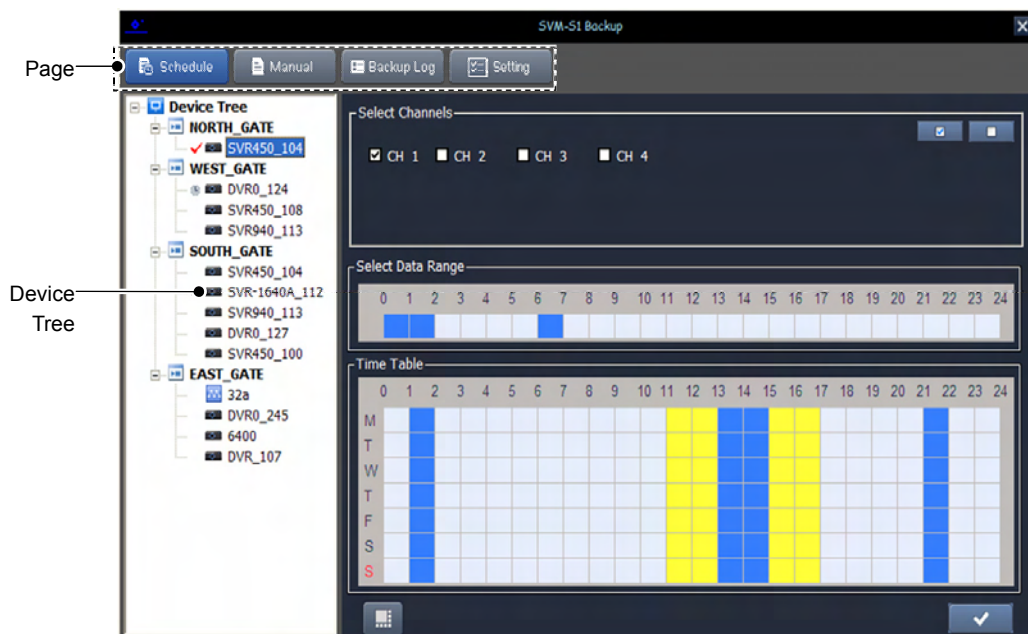 SVM-S1 Backup
Page
Schedule Manual Backup Log Setting
Device Tree
NORTH_GATE
SVR450_104
WEST_GATE
DVR0_124
SVR450_108
SVR940_113
SOUTH_GATE
SVR450_104
SVR-1640A_112
SVR940_113
DVR0_127
SVR450_100
EAST_GATE
32a
DVR0_245
6400
DVR_107
Device
Tree
Select Channels
CH 1 CH 2 CH 3 CH 4
Select Data Range
0 1 2 3 4 5 6 7 8 9 10 11 12 13 14 15 16 17 18 19 20 21 22 23 24
Time Table
0 1 2 3 4 5 6 7 8 9 10 11 12 13 14 15 16 17 18 19 20 21 22 23 24
M
T
W
T
F
S
S